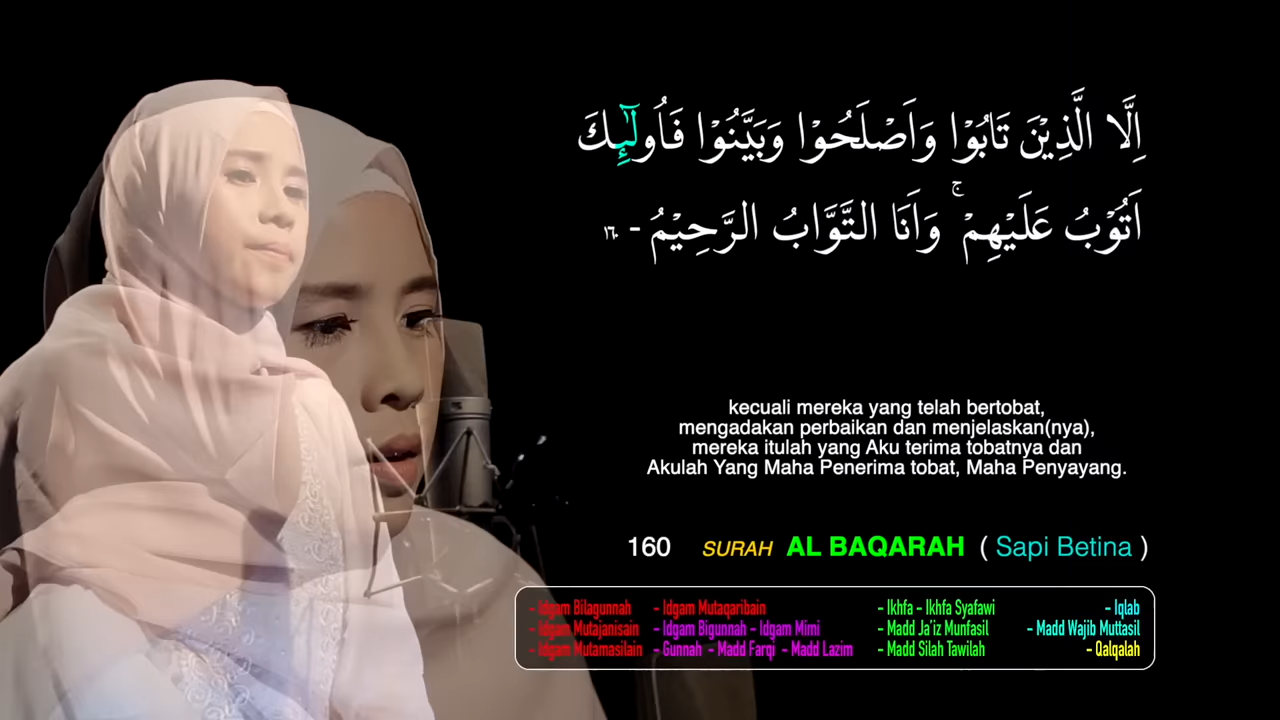 اِلَّا الَّذِيْنَ تَابُوْا وَاَصْلَحُوْا وَبَيَّنُوْا فَاُولٰۤىِٕكَ
اَتُوْبُ عَلَيْهِمْ ۚ وَاَنَا التَّوَّابُ الرَّحِيْمُ - ١٦٠
kecuali mereka yang telah bertobat,
mengadakan perbaikan dan menjelaskan(nya),
mereka itulah yang Aku terima tobatnya dan
Akulah Yang Maha Penerima tobat, Maha Penyayang.
160 SURAH AL BAQARAH ( Sapi Betina )
- Idgam Bilagunnah - Idgam Mutaqaribain - Ikhfa - Ikhfa Syafawi - Iqlab
- Idgam Mutajanisain - Idgam Bigunnah - Idgam Mimi - Madd Ja'iz Munfasil - Madd Wajib Muttasil
- Idgam Mutamasilain - Gunnah - Madd Farqi - Madd Lazim - Madd Silah Tawilah - Qalqalah